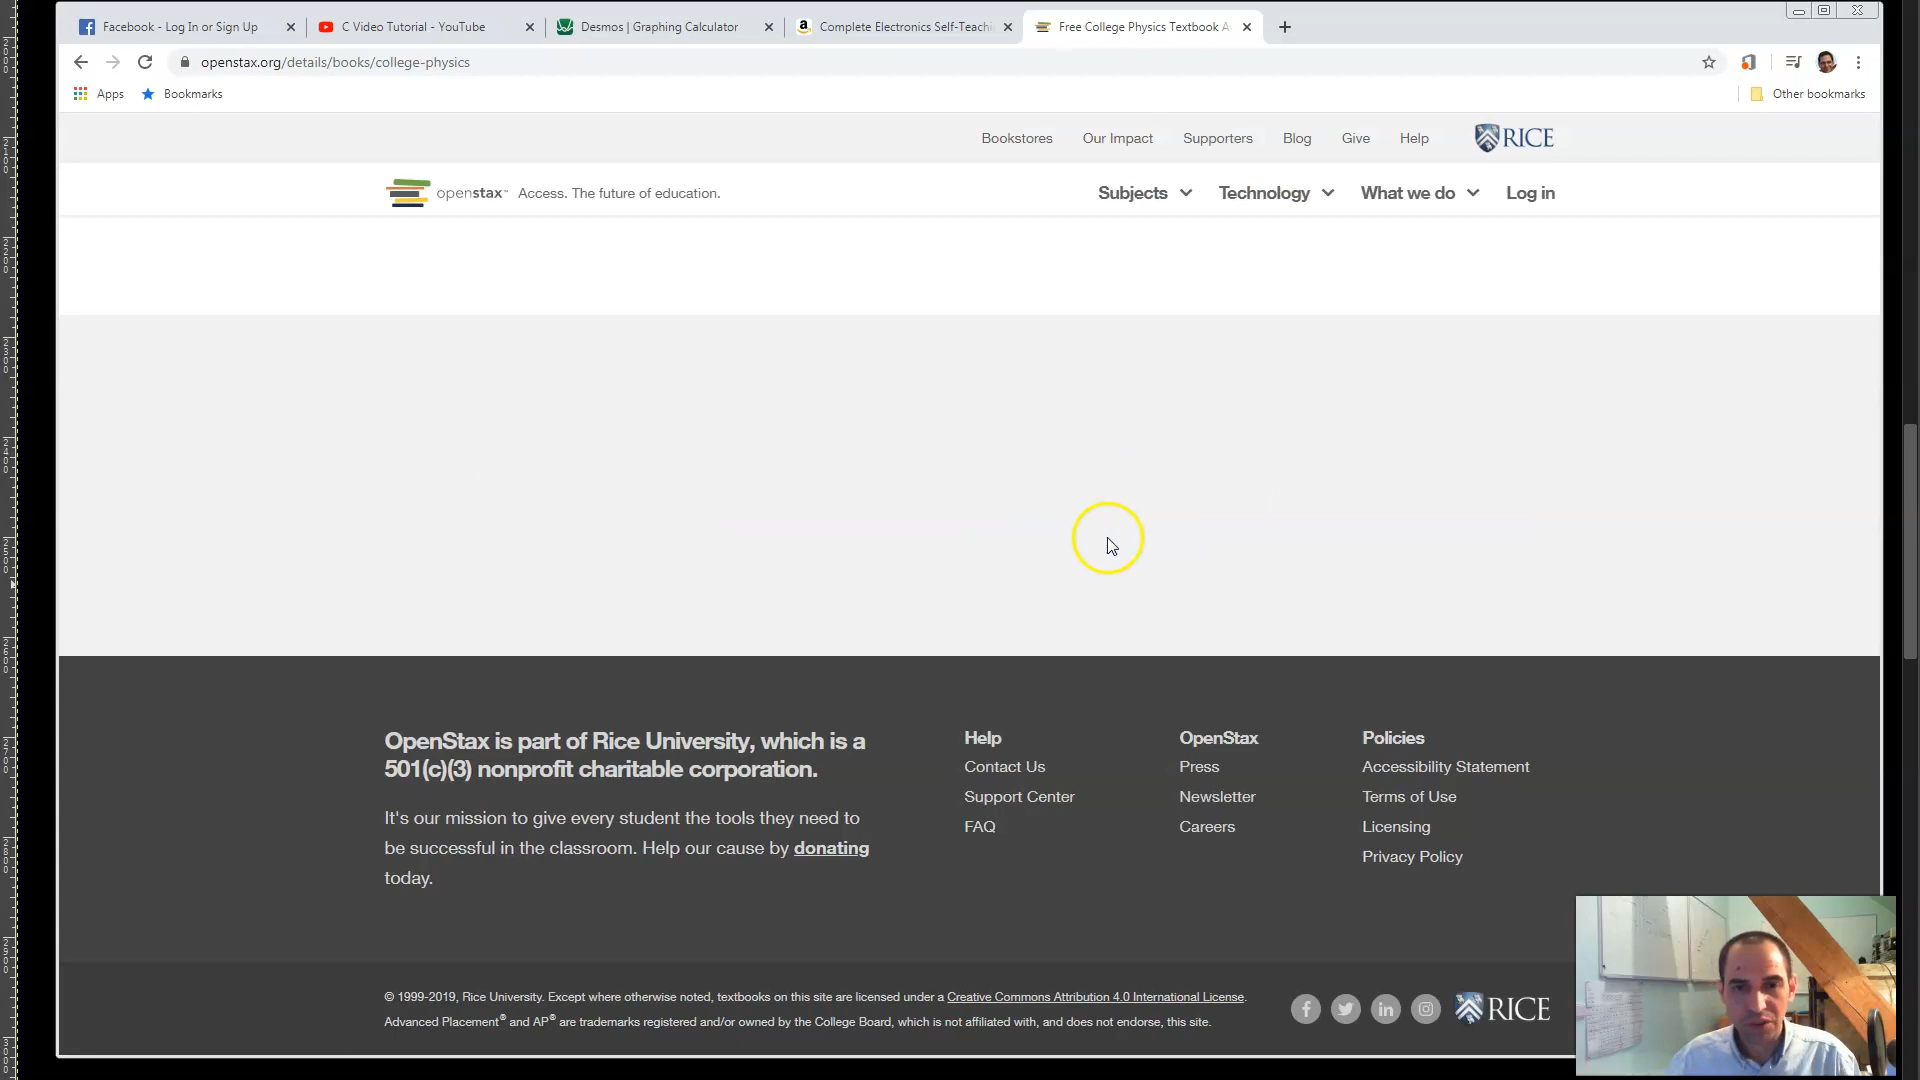 Facebook - Log In or Sign Up
C Video Tutorial - YouTube
Desmos | Graphing Calculator
Complete Electronics Self-Teachi
Free College Physics Textbook A
openstax.org/details/books/college-physics
Apps
Bookmarks
Other bookmarks
Bookstores
Our Impact
Supporters
Blog
Give
Help
RICE
openstax™
Access. The future of education.
Subjects
Technology
What we do
Log in
OpenStax is part of Rice University, which is a
501(c)(3) nonprofit charitable corporation.
It's our mission to give every student the tools they need to
be successful in the classroom. Help our cause by donating
today.
Help
Contact Us
Support Center
FAQ
OpenStax
Press
Newsletter
Careers
Policies
Accessibility Statement
Terms of Use
Licensing
Privacy Policy
© 1999-2019, Rice University. Except where otherwise noted, textbooks on this site are licensed under a Creative Commons Attribution 4.0 International License.
Advanced Placement® and AP® are trademarks registered and/or owned by the College Board, which is not affiliated with, and does not endorse, this site.
RICE